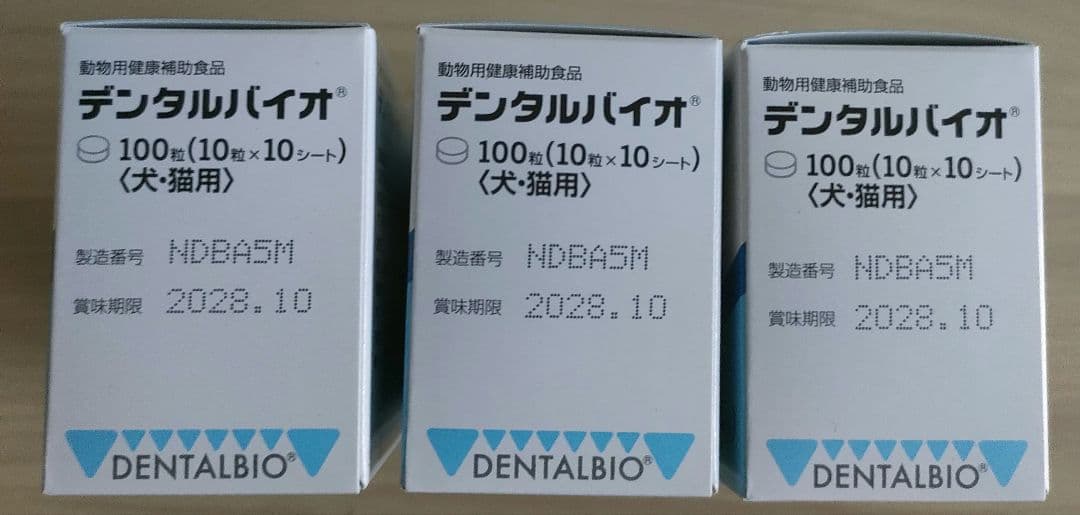 動物用健康補助食品
デンタルバイオ®
100粒(10粒×10シート)
〈犬・猫用〉
製造番号 NDBA5M
賞味期限 2028.10
DENTALBIO®
動物用健康補助食品
デンタルバイオ®
100粒(10粒×10シート)
〈犬・猫用〉
製造番号 NDBA5M
賞味期限 2028.10
DENTALBIO®
動物用健康補助食品
デンタルバイオ®
100粒(10粒×10シート)
〈犬・猫用〉
製造番号 NDBA5M
賞味期限 2028.10
DENTALBIO®